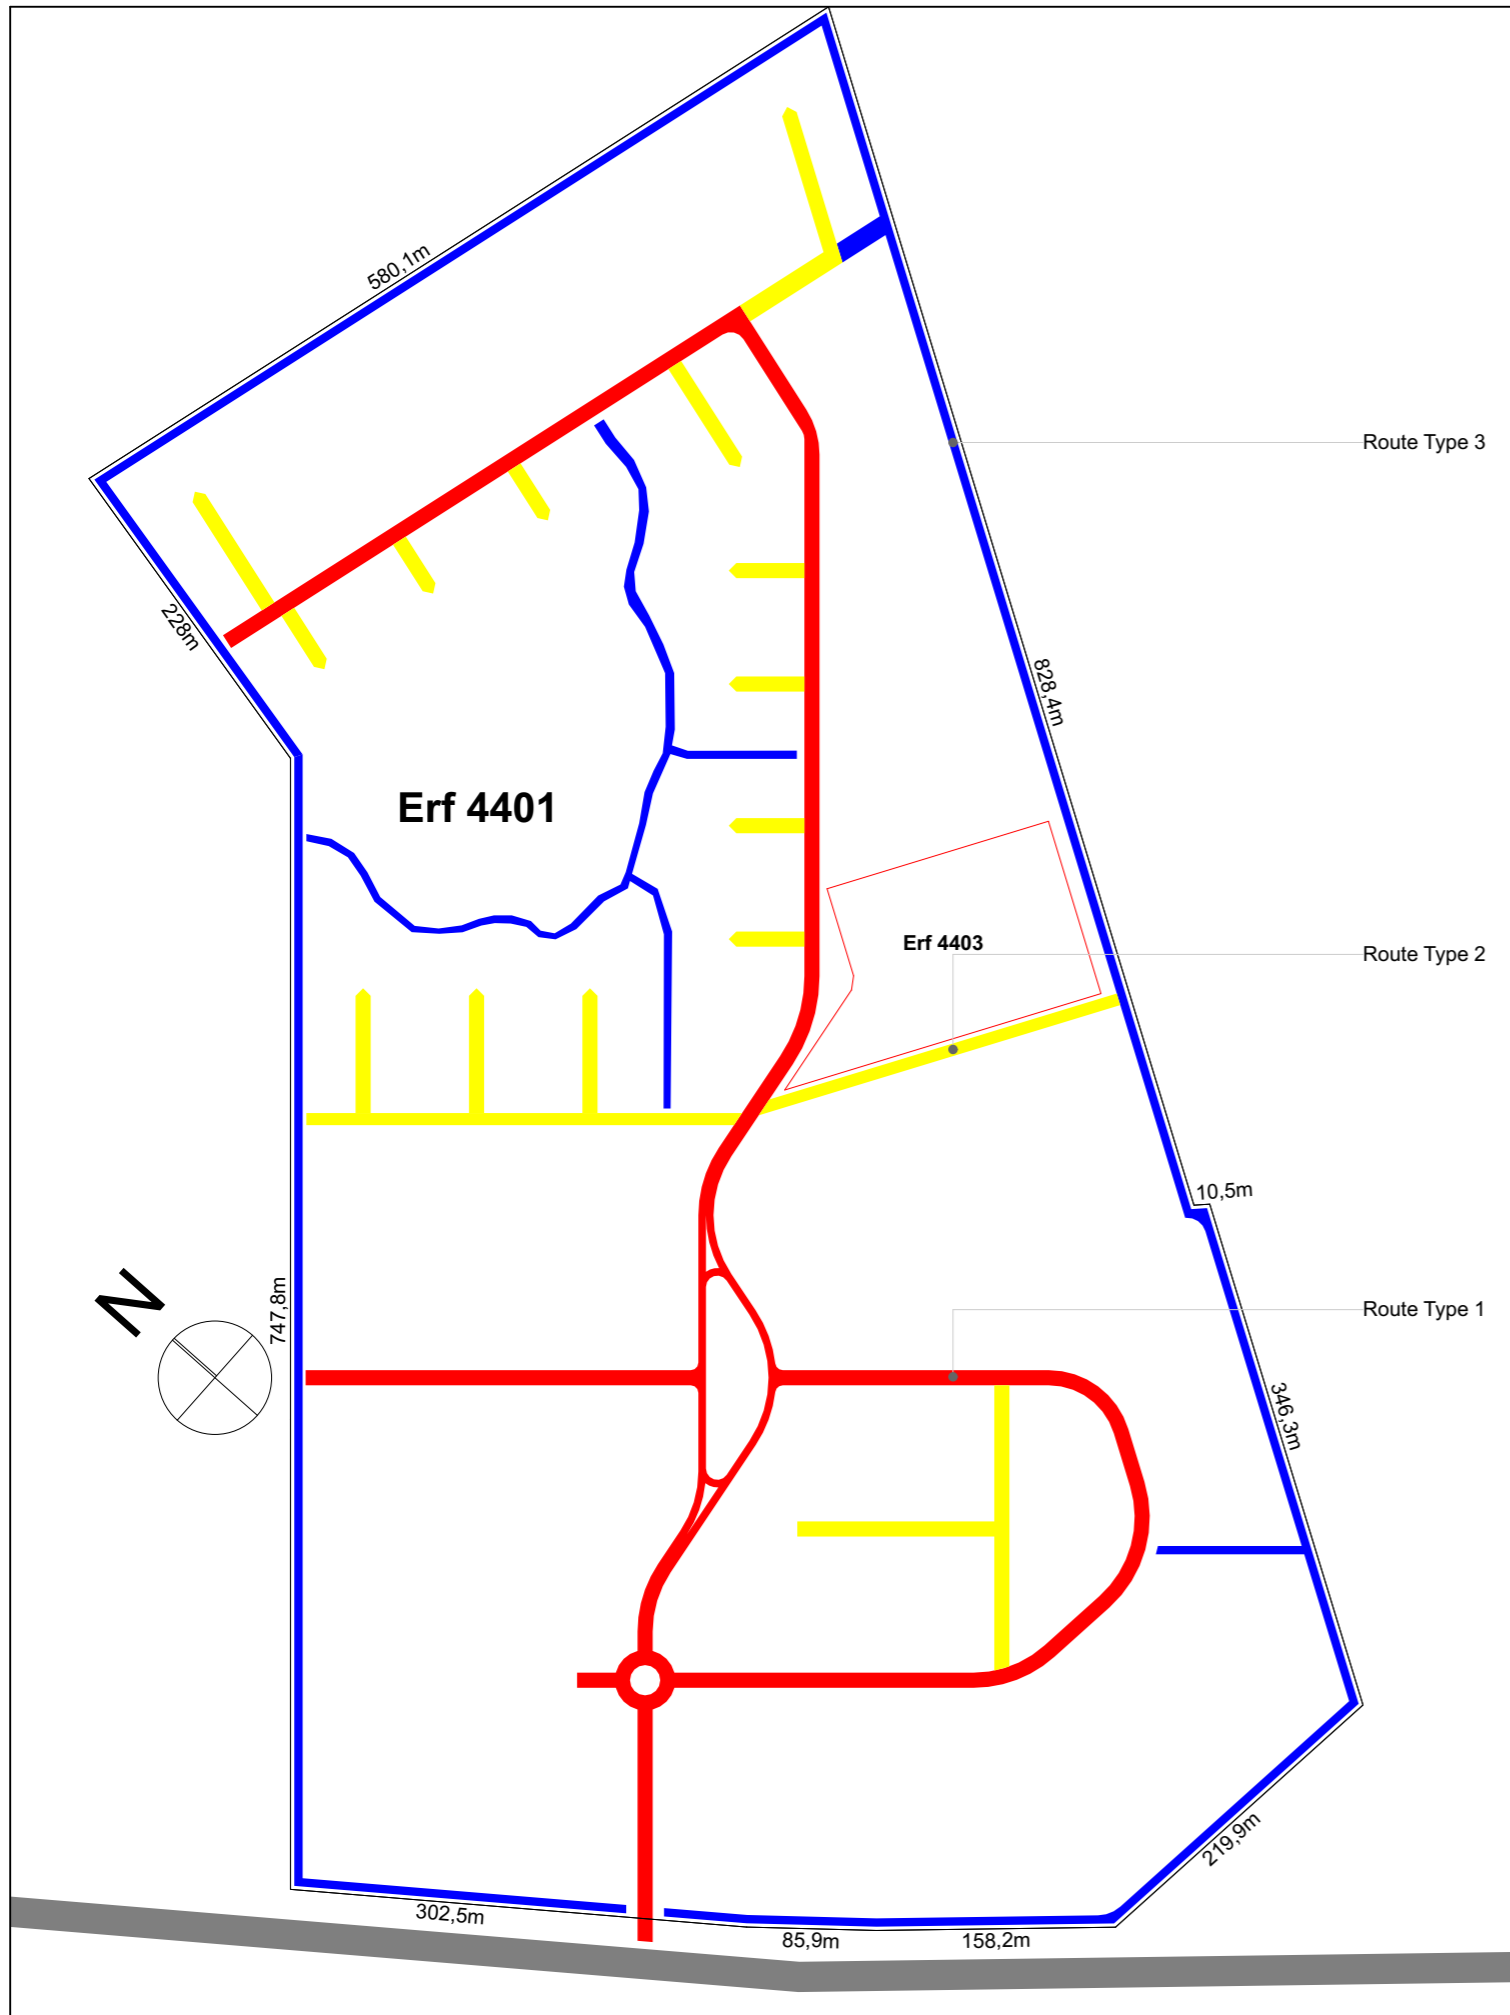 580,1m
Route Type 3
228m
828,4m
Erf 4401
Erf 4403
Route Type 2
10,5m
N
747,8m
Route Type 1
346,3m
219,9m
302,5m
85,9m
158,2m